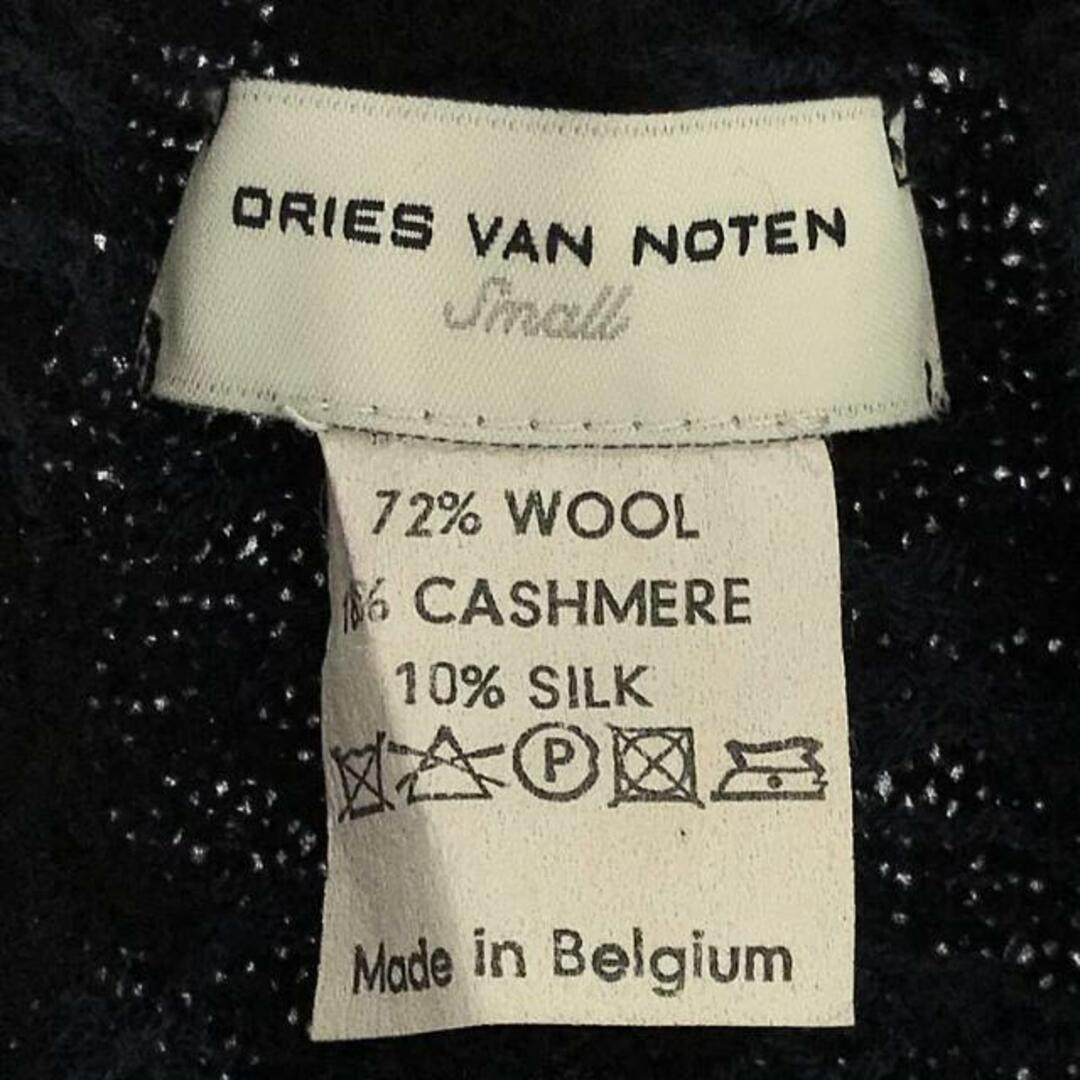 DRIES VAN NOTEN
Small
72% WOOL
CASHMERE
10% SILK
P
Made in Belgium